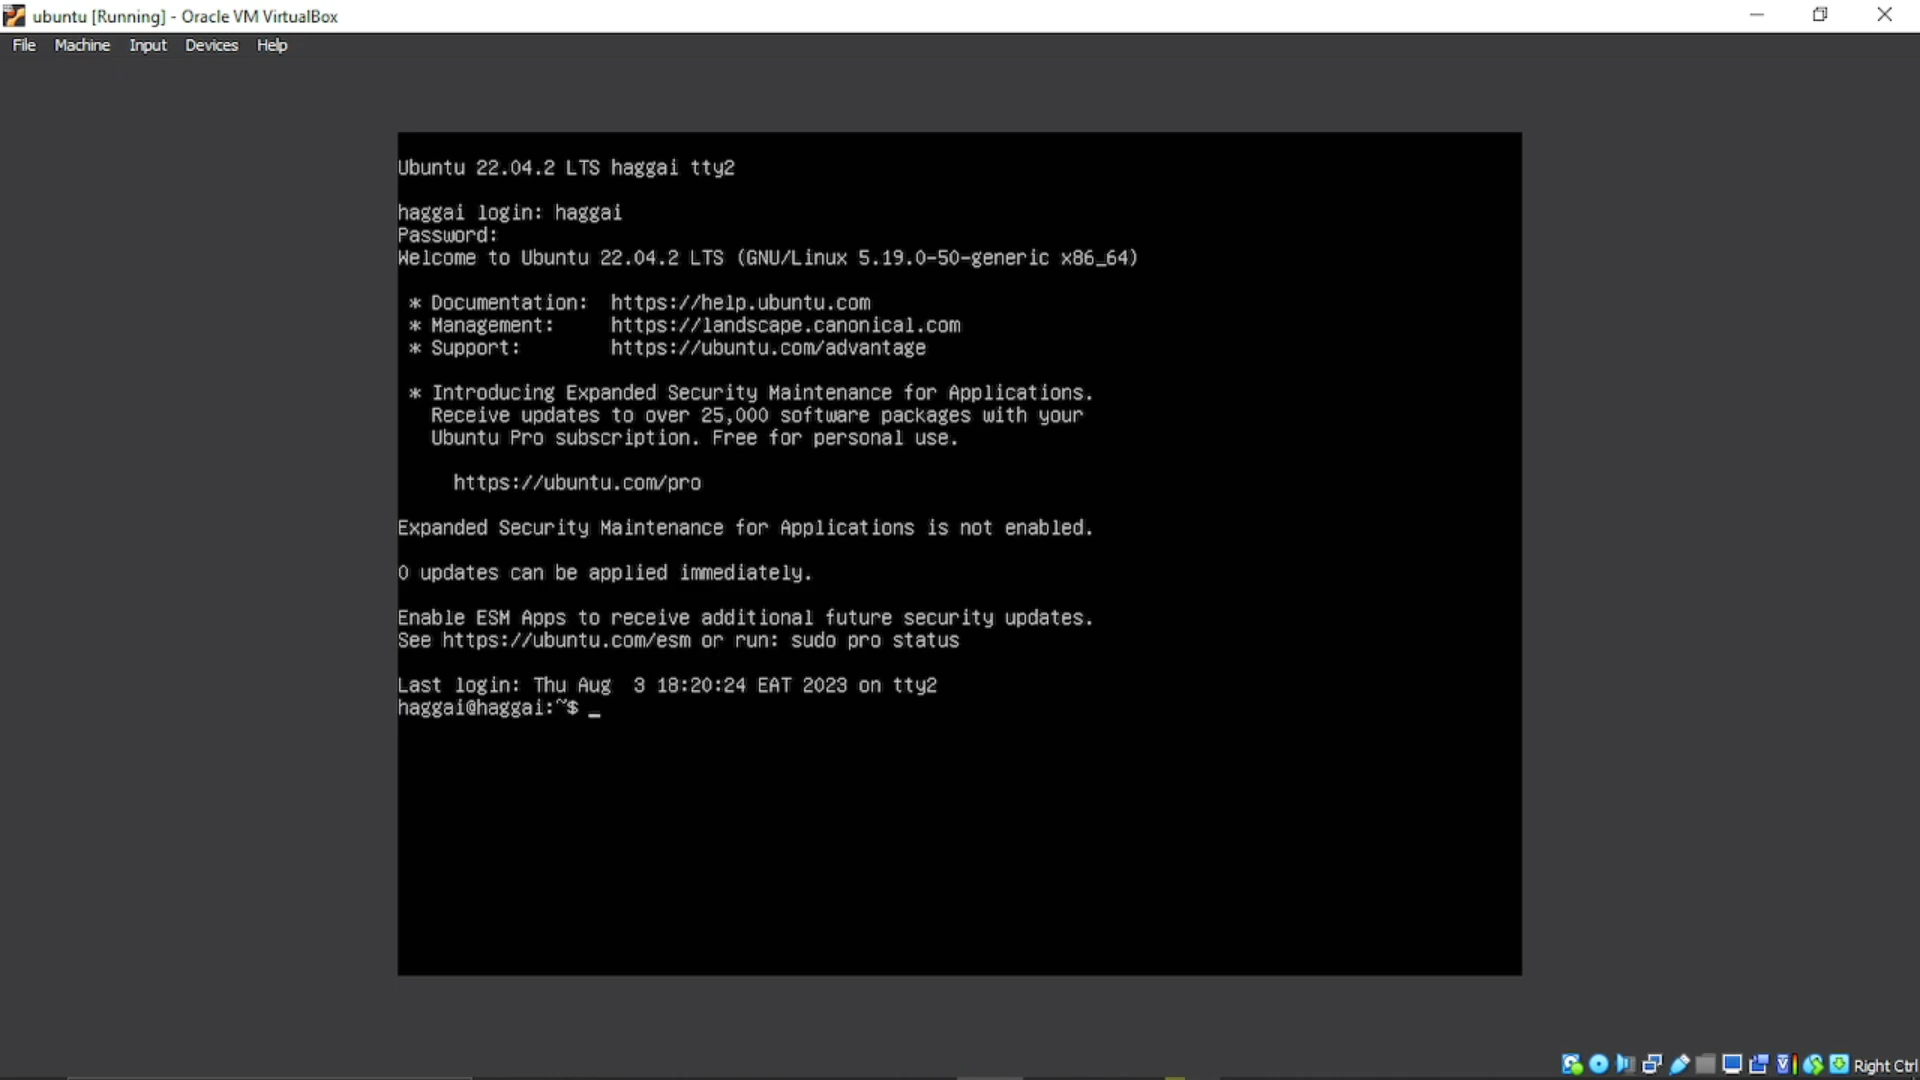 ubuntu [Running] - Oracle VM VirtualBox
File Machine Input Devices Help
Ubuntu 22.04.2 LTS haggai tty2
haggai login: haggai
Password:
Welcome to Ubuntu 22.04.2 LTS (GNU/Linux 5.19.0-50-generic x86_64)
* Documentation: https://help.ubuntu.com
* Management: https://landscape.canonical.com
* Support: https://ubuntu.com/advantage
* Introducing Expanded Security Maintenance for Applications.
Receive updates to over 25,000 software packages with your
Ubuntu Pro subscription. Free for personal use.
https://ubuntu.com/pro
Expanded Security Maintenance for Applications is not enabled.
0 updates can be applied immediately.
Enable ESM Apps to receive additional future security updates.
See https://ubuntu.com/esm or run: sudo pro status
Last login: Thu Aug  3 18:20:24 EAT 2023 on tty2
haggai@haggai:~$ _
Right Ctrl